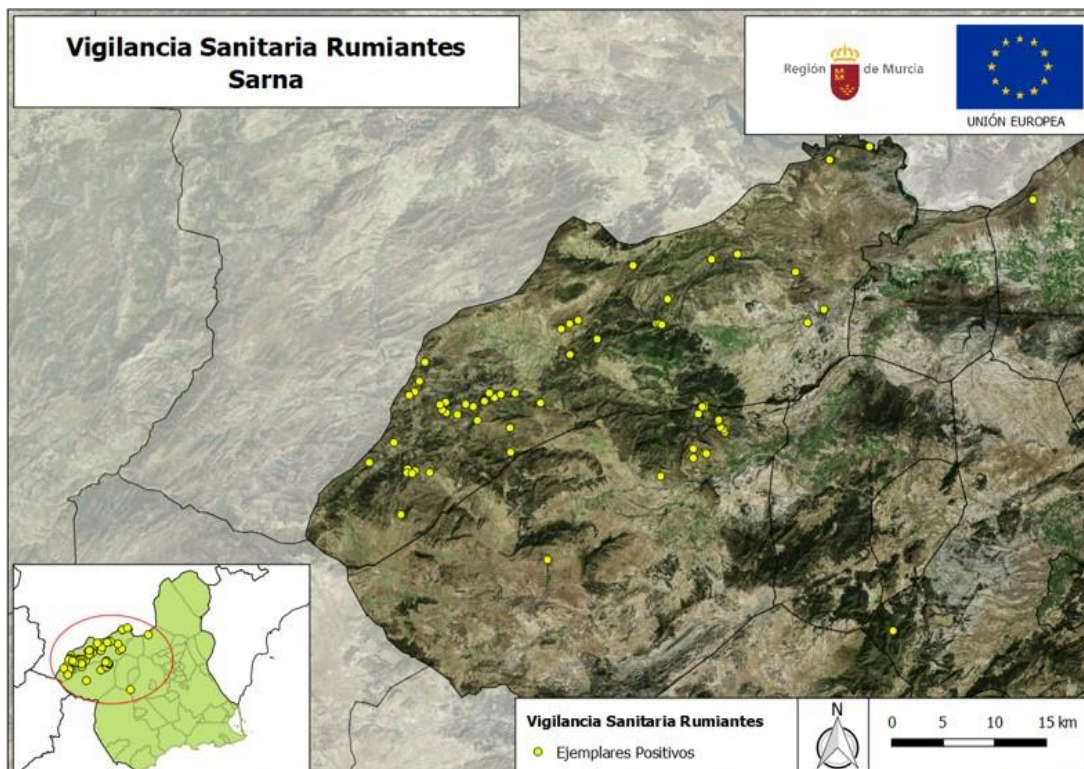 Vigilancia Sanitaria Rumiantes
Sarna
Región de Murcia
UNIÓN EUROPEA
Vigilancia Sanitaria Rumiantes
Ejemplares Positivos
N
0 5 10 15 km